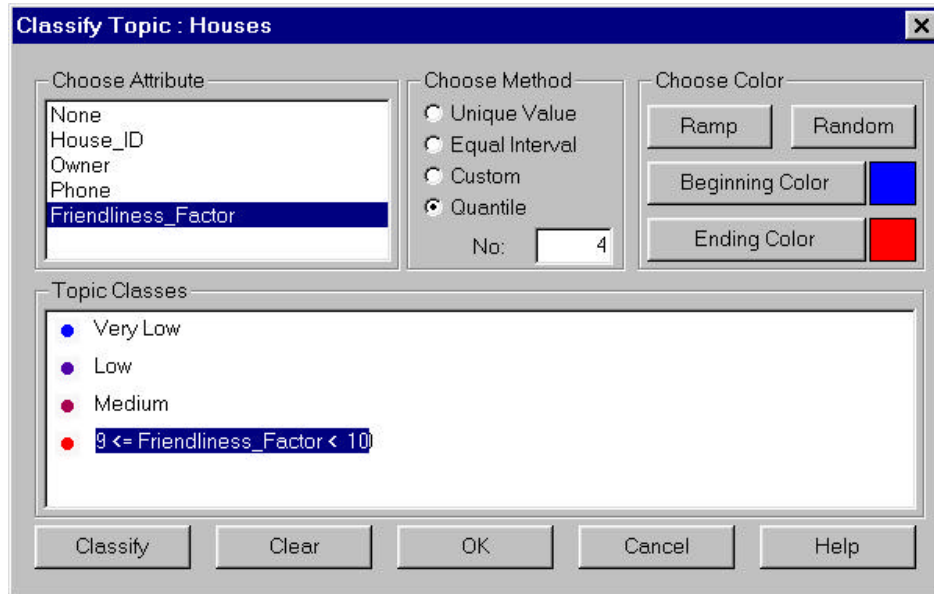 Classify Topic : Houses
Choose Attribute
None
House_ID
Owner
Phone
Friendliness_Factor
Choose Method
Unique Value
Equal Interval
Custom
Quantile
No: 4
Choose Color
Ramp Random
Beginning Color
Ending Color
Topic Classes
Very Low
Low
Medium
9 <= Friendliness_Factor < 10
Classify Clear OK Cancel Help